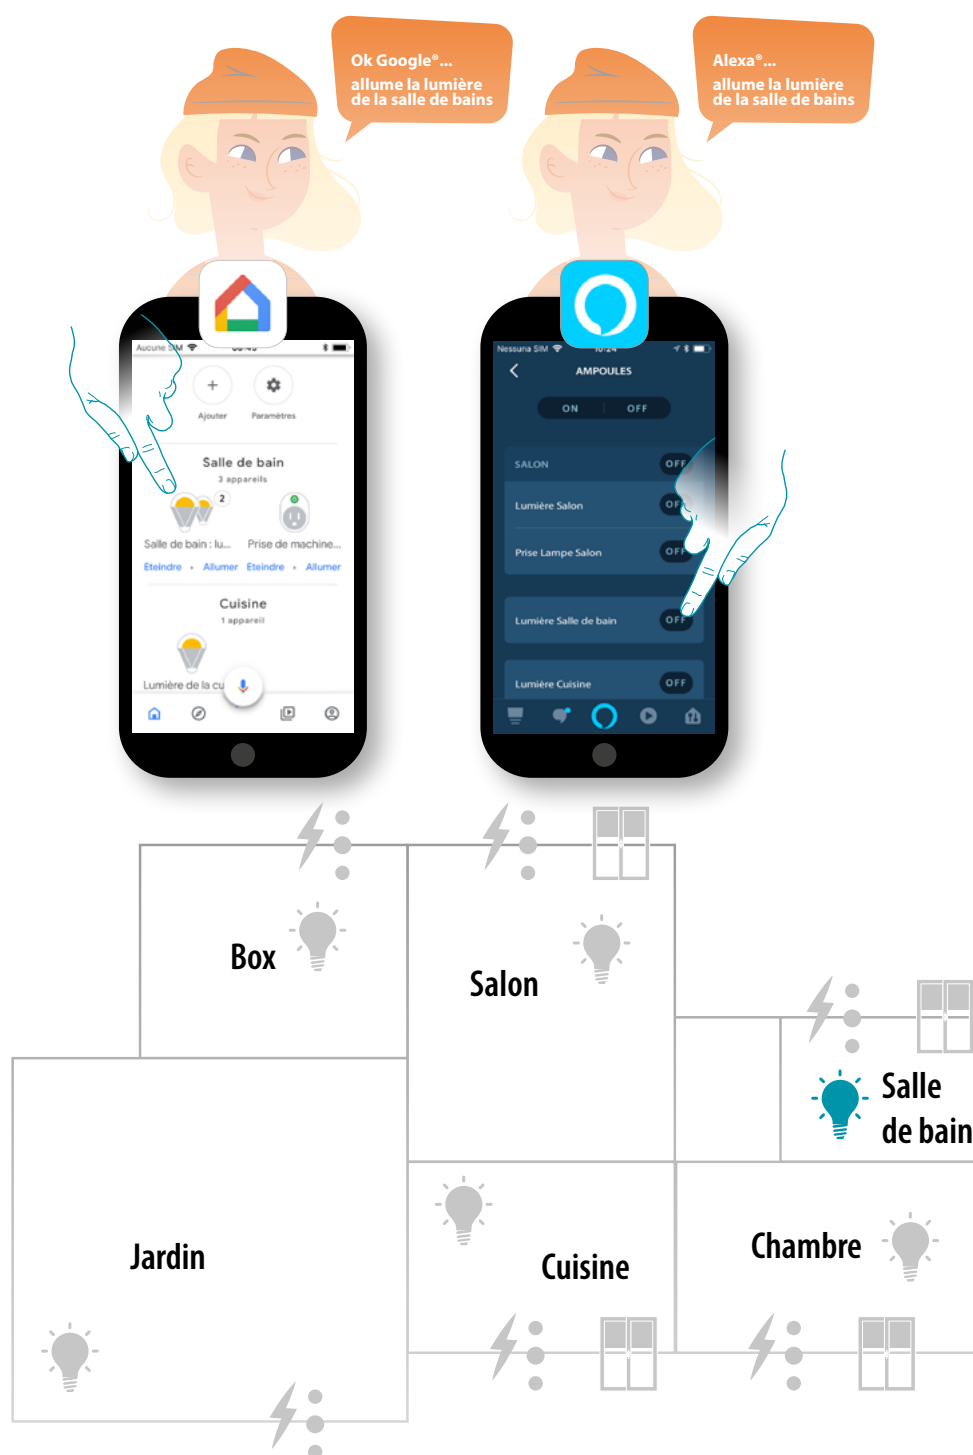 Ok Google®...
allume la lumière
de la salle de bains
Alexa®...
allume la lumière
de la salle de bains
Aucune SIM
Ajouter
Paramètres
Salle de bain
3 appareils
2
Salle de bain : lu...
Prise de machine...
Eteindre • Allumer
Eteindre • Allumer
Cuisine
1 appareil
Lumière de la cu
Nessuna SIM
10:24
AMPOULES
ON
OFF
SALON
OFF
Lumière Salon
OFF
Prise Lampe Salon
OFF
Lumière Salle de bain
OFF
Lumière Cuisine
OFF
Box
Salon
Salle
de bain
Jardin
Cuisine
Chambre